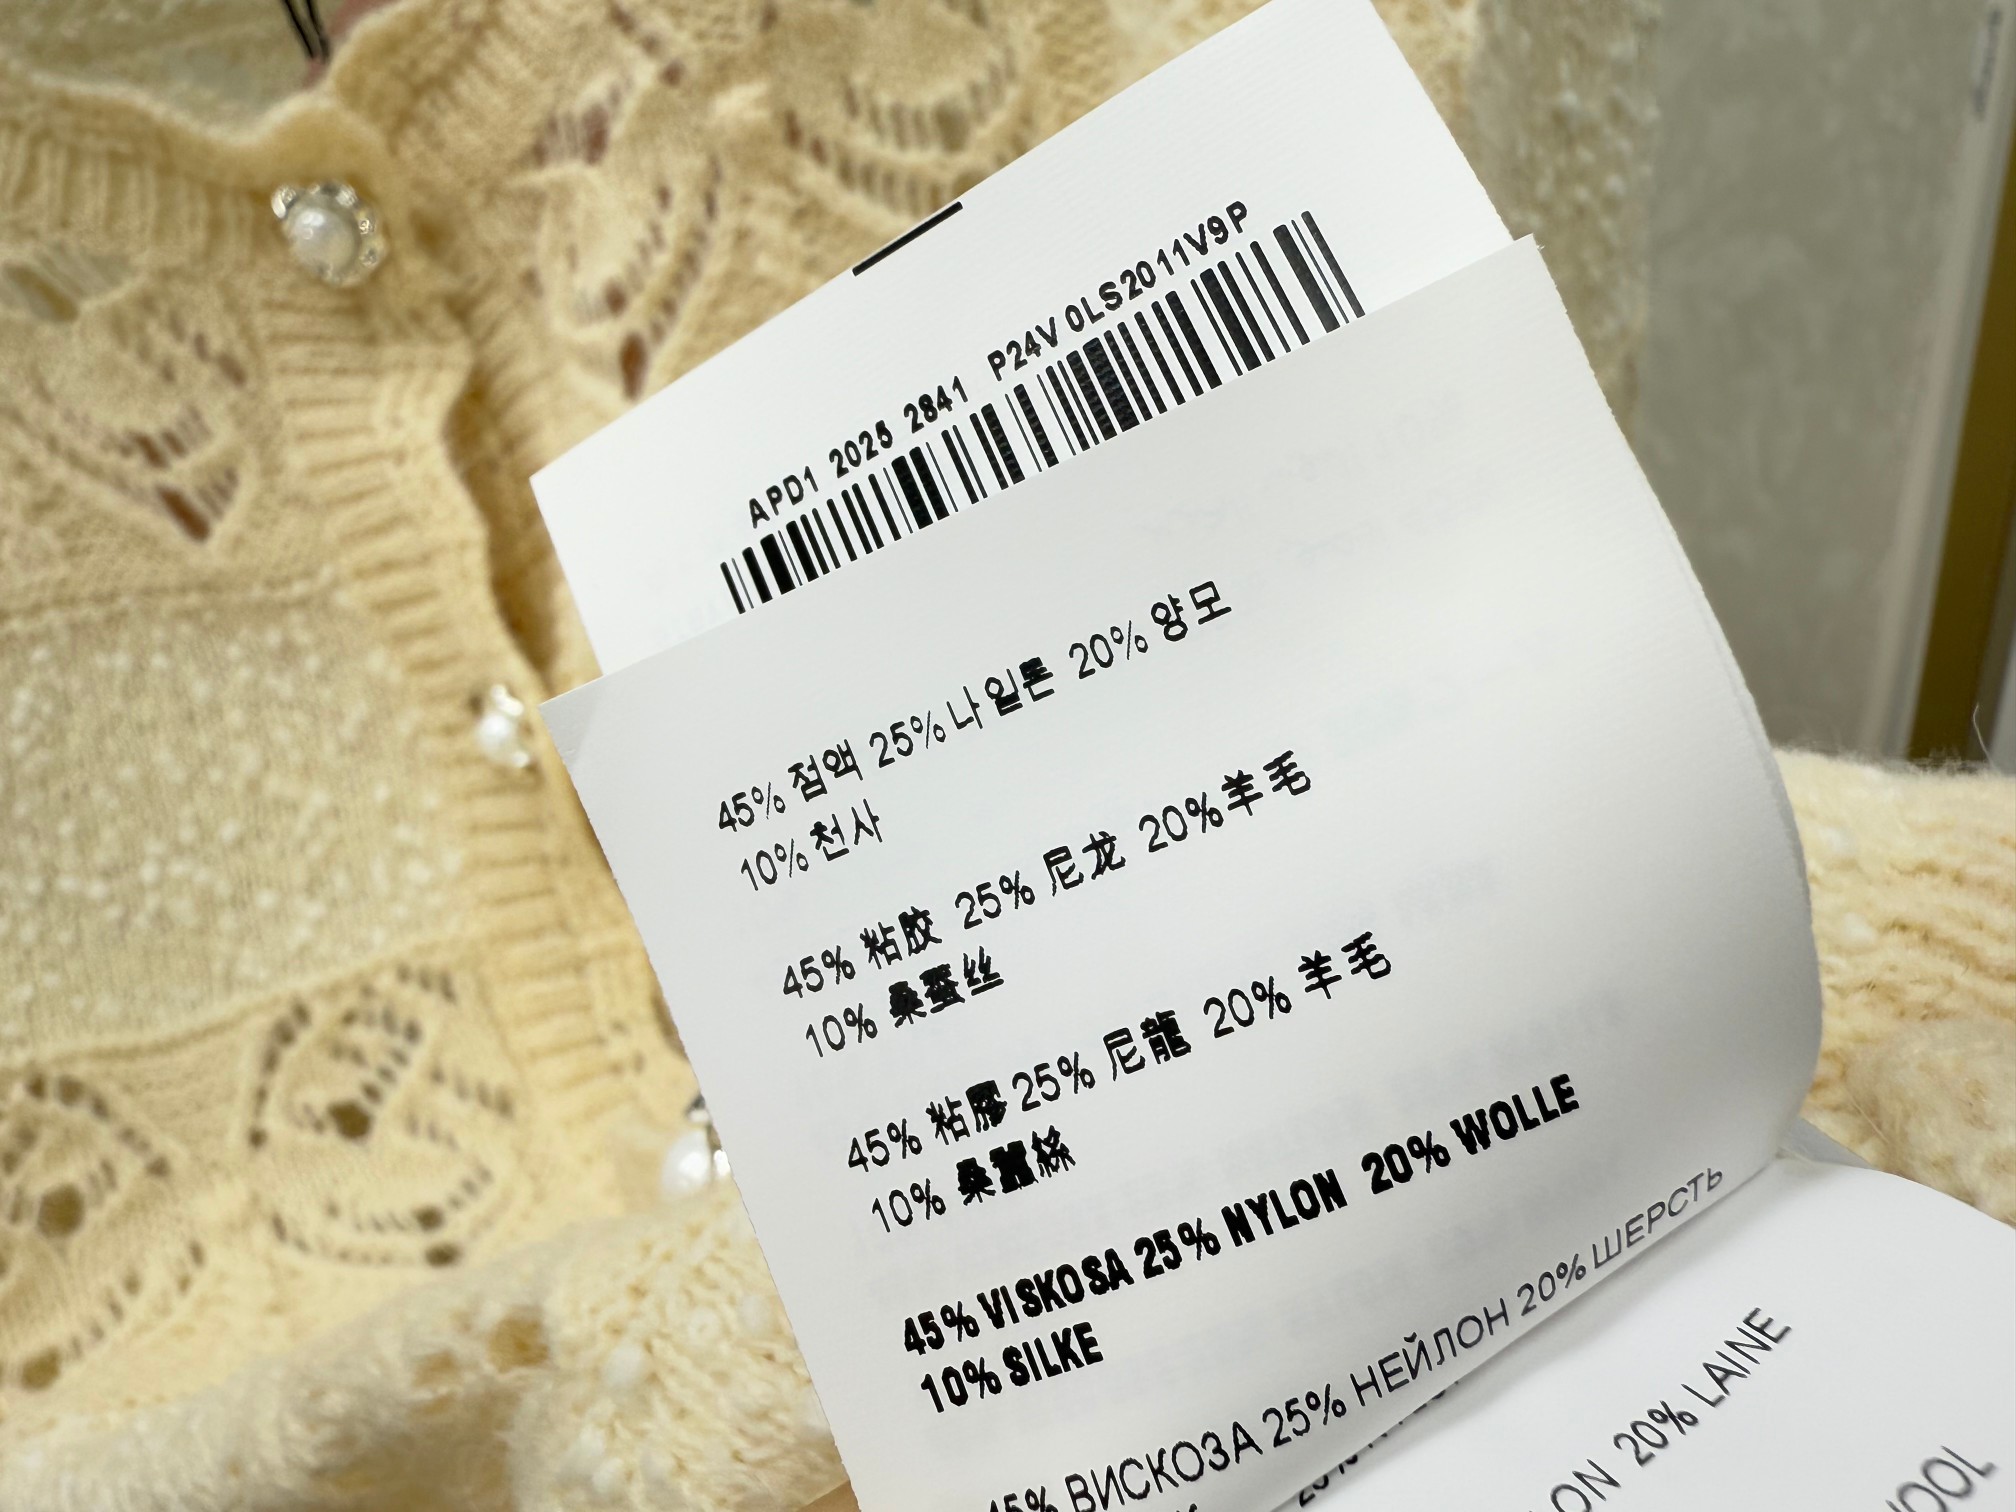 APD1 2025 2841 P24V 0LS2011V9P
45% 점액 25% 나일론 20% 양모
10% 천사
45% 粘胶 25% 尼龙 20% 羊毛
10% 桑蚕丝
45% 粘膠 25% 尼龍 20% 羊毛
10% 桑蠶絲
45% VISKOSA 25% NYLON 20% WOLLE
10% SILKE
45% ВИСКОЗА 25% НЕЙЛОН 20% ШЕРСТЬ
20% LAINE